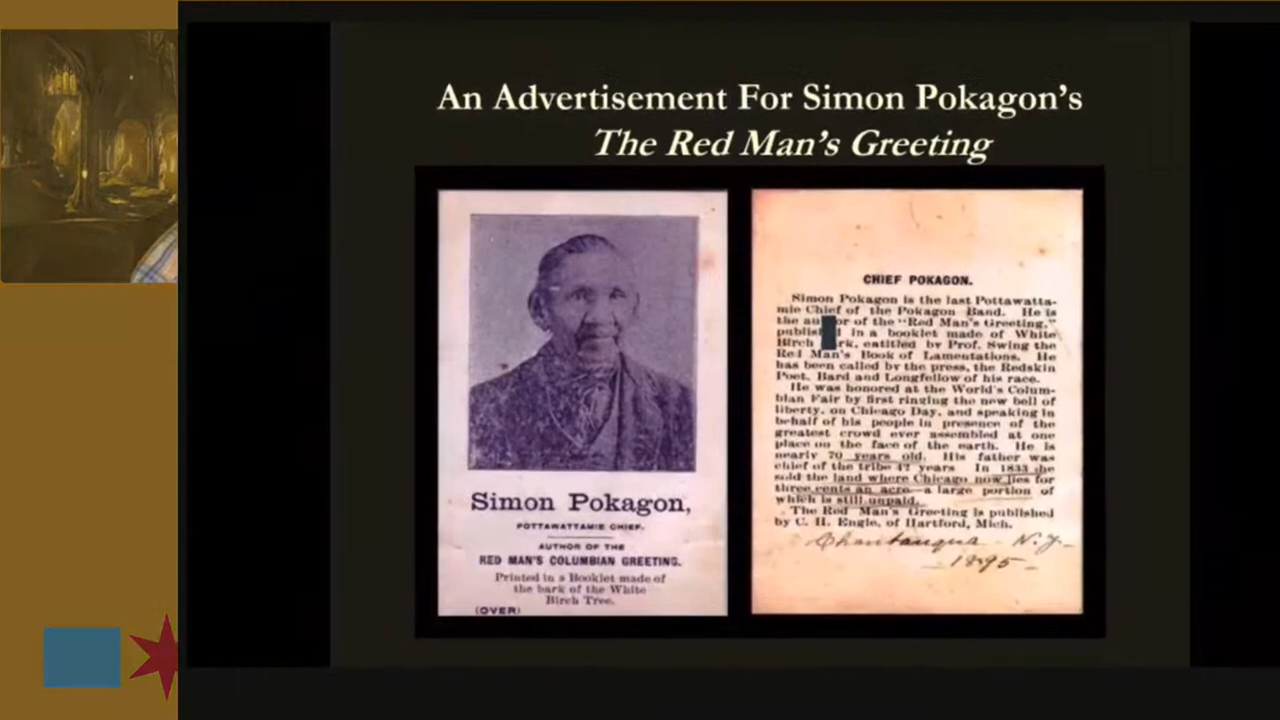 An Advertisement For Simon Pokagon's
The Red Man's Greeting
Simon Pokagon,
POTTAWATTAMIE CHIEF.
AUTHOR OF THE
RED MAN'S COLUMBIAN GREETING.
Printed in a Booklet made of
the bark of the White
Birch Tree.
(OVER)
CHIEF POKAGON.
Simon Pokagon is the last Pottawatta-
mie Chief of the Pokagon Band. He is
the au or of the "Red Man's Greeting,"
publis d in a booklet made of White
Birch rk, entitled by Prof. Swing the
Red Man's Book of Lamentations. He
has been called by the press, the Redskin
Poet, Bard and Longfellow of his race.
He was honored at the World's Colum-
bian Fair by first ringing the new bell of
liberty, on Chicago Day, and speaking in
behalf of his people in presence of the
greatest crowd ever assembled at one
place on the face of the earth. He is
nearly 70 years old. His father was
chief of the tribe 42 years In 1833 he
sold the land where Chicago now lies for
three cents an acre—a large portion of
which is still unpaid.
The Red Man's Greeting is published
by C. H. Engle, of Hartford, Mich.
Chautauqua - N.Y-
1895-